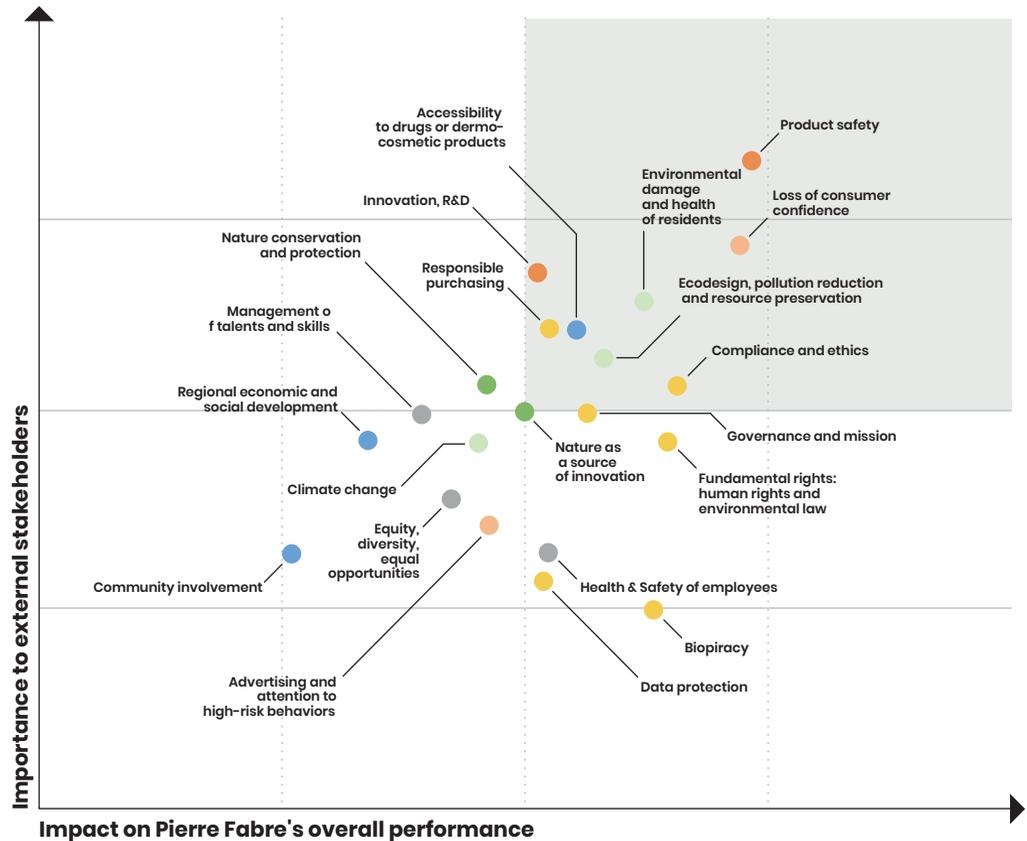 Accessibility
to drugs or dermo-
cosmetic products
Product safety
Environmental
damage
and health
of residents
Loss of consumer
confidence
Innovation, R&D
Nature conservation
and protection
Responsible
purchasing
Ecodesign, pollution reduction
and resource preservation
Management o
f talents and skills
Compliance and ethics
Regional economic and
social development
Governance and mission
Nature as
a source
of innovation
Fundamental rights:
human rights and
environmental law
Climate change
Equity,
diversity,
equal
opportunities
Community involvement
Health & Safety of employees
Biopiracy
Data protection
Advertising and
attention to
high-risk behaviors
Importance to external stakeholders
Impact on Pierre Fabre's overall performance